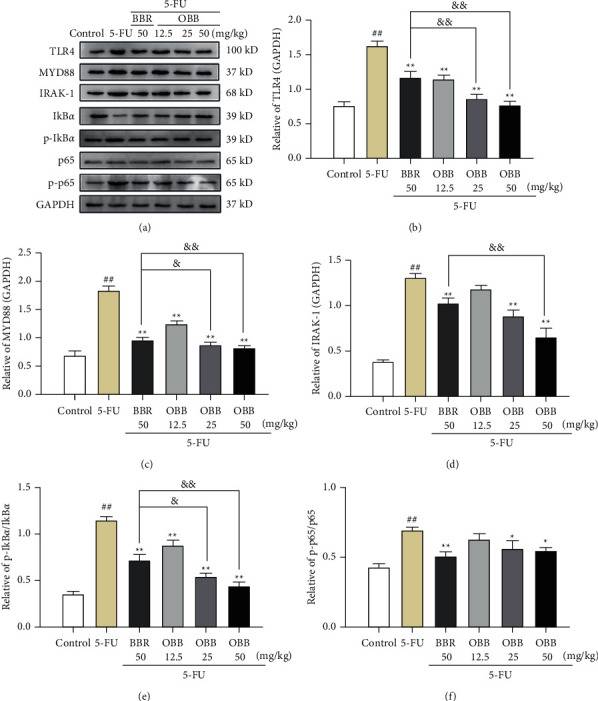 5-FU
BBR OBB
Control 5-FU 50 12.5 25 50 (mg/kg)
TLR4 100 kD
MYD88 37 kD
IRAK-1 68 kD
IkBα 39 kD
p-IkBα 39 kD
p65 65 kD
p-p65 65 kD
GAPDH 37 kD
(a)
Relative of TLR4 (GAPDH)
2.0
1.5
1.0
0.5
0.0
## ** ** ** **
&&
&&
Control 5-FU BBR OBB OBB OBB
50 12.5 25 50 (mg/kg)
5-FU
(b)
Relative of MYD88 (GAPDH)
2.5
2.0
1.5
1.0
0.5
0.0
## ** ** ** **
&&
&
Control 5-FU BBR OBB OBB OBB
50 12.5 25 50 (mg/kg)
5-FU
(c)
Relative of IRAK-1 (GAPDH)
1.5
1.0
0.5
0.0
## ** ** **
&&
Control 5-FU BBR OBB OBB OBB
50 12.5 25 50 (mg/kg)
5-FU
(d)
Relative of p-IkBα/IkBα
1.5
1.0
0.5
0.0
## ** ** ** **
&&
&
Control 5-FU BBR OBB OBB OBB
50 12.5 25 50 (mg/kg)
5-FU
(e)
Relative of p-p65/p65
1.0
0.5
0.0
## ** * *
Control 5-FU BBR OBB OBB OBB
50 12.5 25 50 (mg/kg)
5-FU
(f)